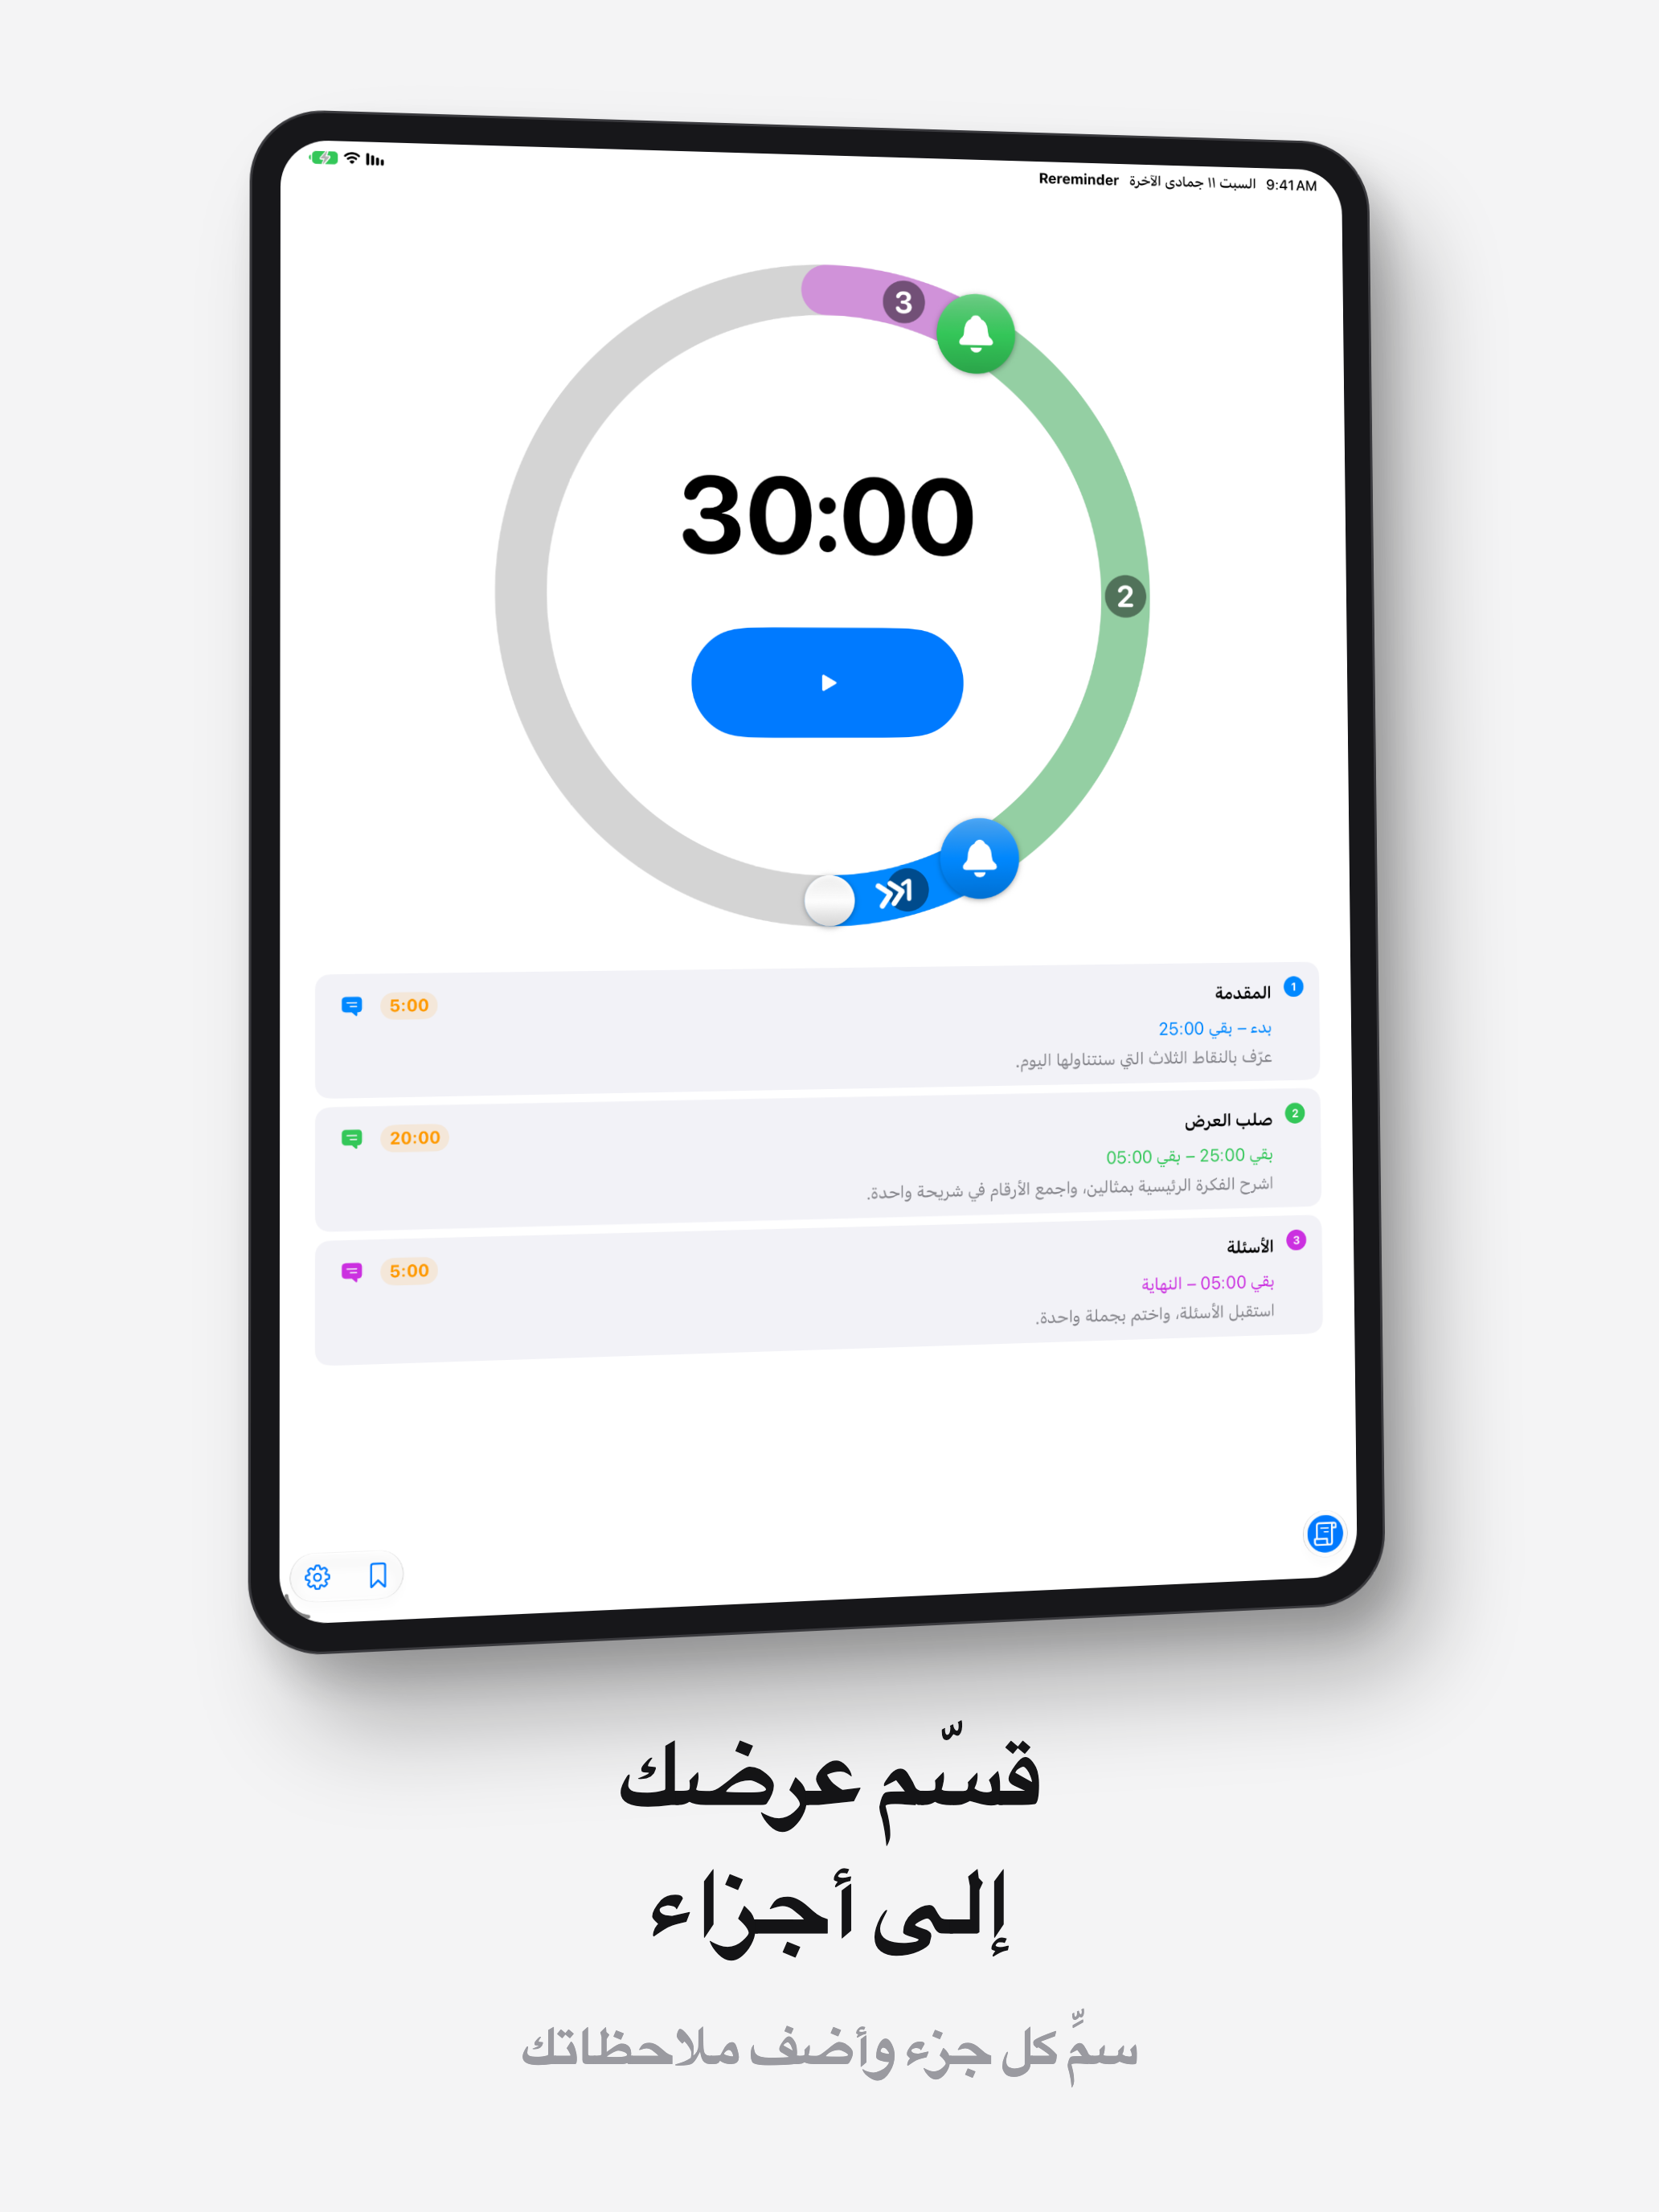 9:41 AM السبت ١١ جمادى الآخرة Rereminder
3
30:00
2
1
1 المقدمة 5:00
بدء – بقي 25:00
عرّف بالنقاط الثلاث التي سنتناولها اليوم.
2 صلب العرض 20:00
بقي 25:00 – بقي 05:00
اشرح الفكرة الرئيسية بمثالين، واجمع الأرقام في شريحة واحدة.
3 الأسئلة 5:00
بقي 05:00 – النهاية
استقبل الأسئلة، واختم بجملة واحدة.
قسّم عرضك
إلى أجزاء
سمِّ كل جزء وأضف ملاحظاتك